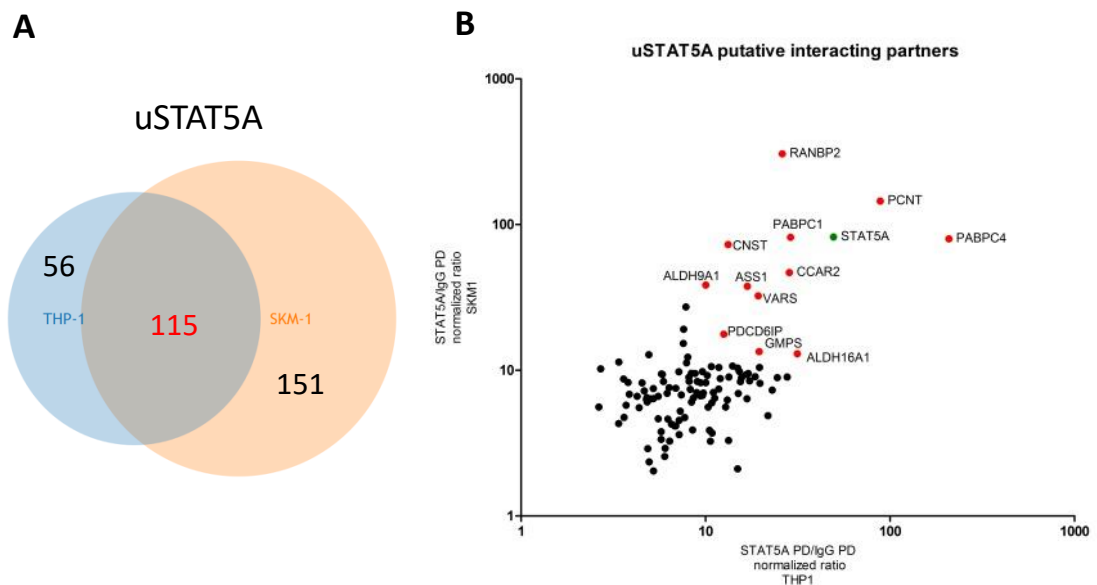 A
uSTAT5A
56
THP-1
115
SKM-1
151
B
uSTAT5A putative interacting partners
1000
100
10
1
STAT5A/IgG PD
normalized ratio
SKM1
RANBP2
PCNT
PABPC1
STAT5A
PABPC4
CNST
CCAR2
ALDH9A1
ASS1
VARS
PDCD6IP
GMPS
ALDH16A1
1
10
100
1000
STAT5A PD/IgG PD
normalized ratio
THP1